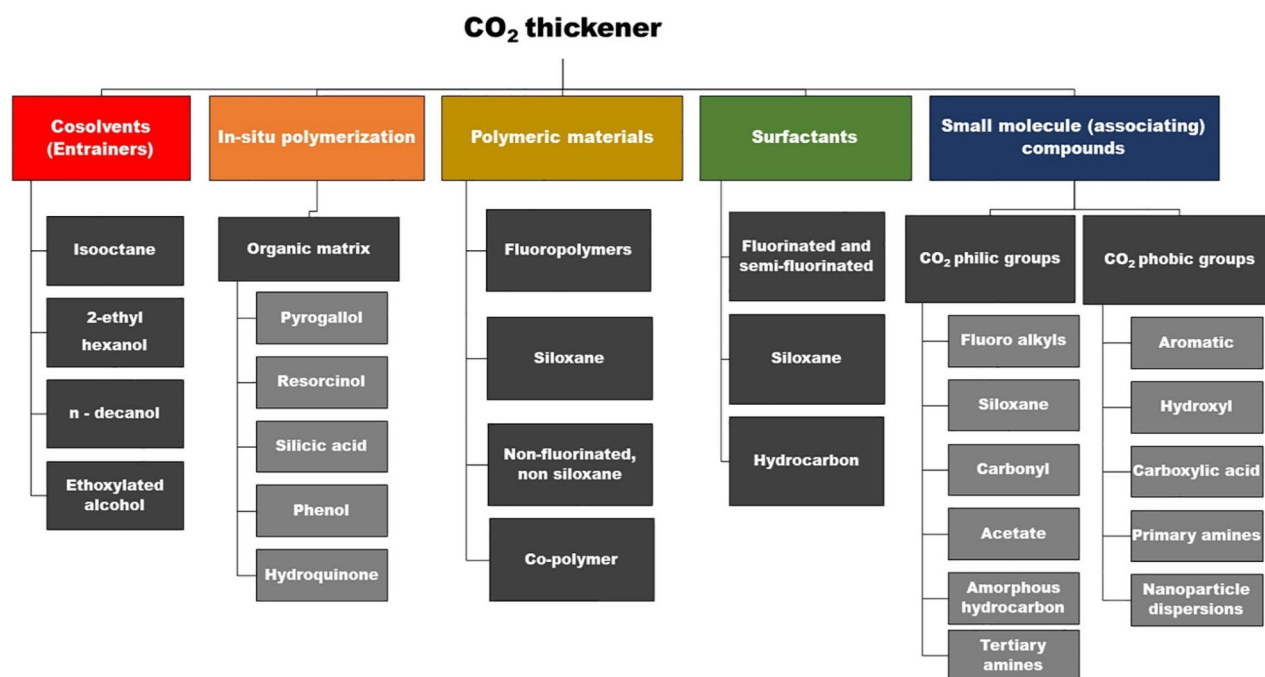 CO₂ thickener
Cosolvents
(Entrainers)
Isooctane
2-ethyl
hexanol
n - decanol
Ethoxylated
alcohol
In-situ polymerization
Organic matrix
Pyrogallol
Resorcinol
Silicic acid
Phenol
Hydroquinone
Polymeric materials
Fluoropolymers
Siloxane
Non-fluorinated,
non siloxane
Co-polymer
Surfactants
Fluorinated and
semi-fluorinated
Siloxane
Hydrocarbon
Small molecule (associating)
compounds
CO₂ philic groups
Fluoro alkyls
Siloxane
Carbonyl
Acetate
Amorphous
hydrocarbon
Tertiary
amines
CO₂ phobic groups
Aromatic
Hydroxyl
Carboxylic acid
Primary amines
Nanoparticle
dispersions